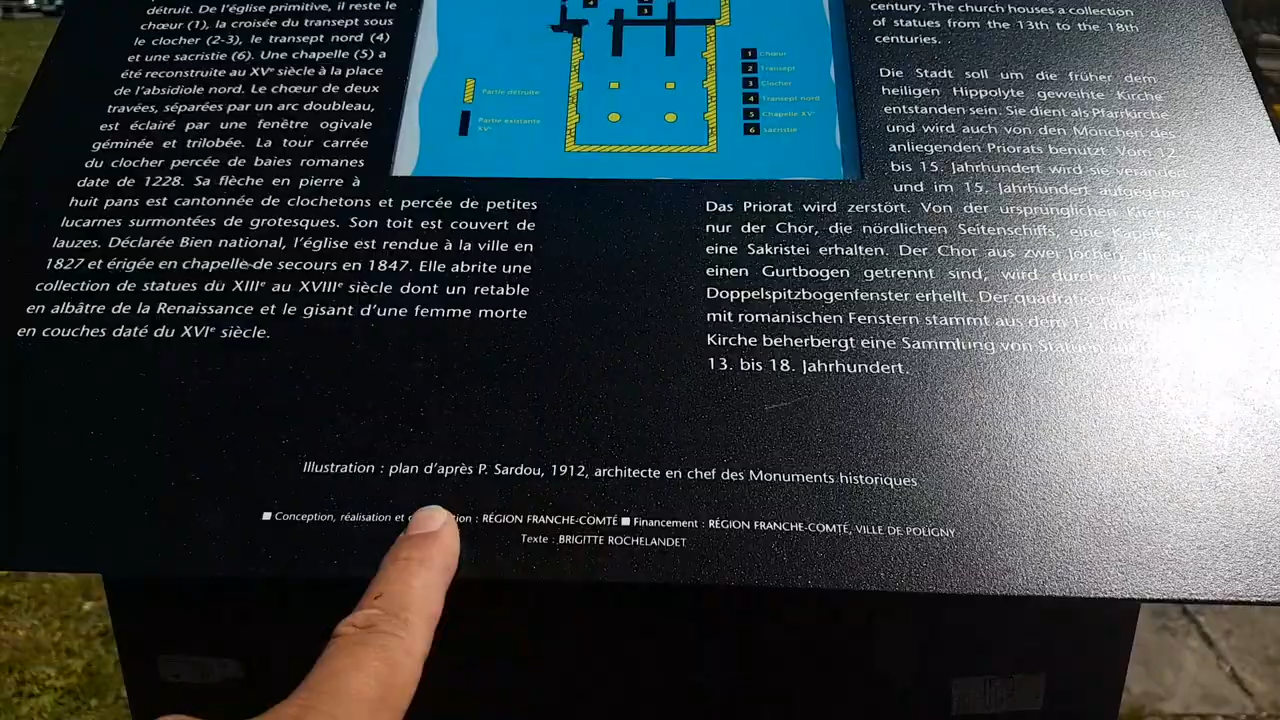 détruit. De l'église primitive, il reste le
chœur (1), la croisée du transept sous
le clocher (2-3), le transept nord (4)
et une sacristie (6). Une chapelle (5) a
été reconstruite au XVᵉ siècle à la place
de l'absidiole nord. Le chœur de deux
travées, séparées par un arc doubleau,
est éclairé par une fenêtre ogivale
géminée et trilobée. La tour carrée
du clocher percée de baies romanes
date de 1228. Sa flèche en pierre à
huit pans est cantonnée de clochetons et percée de petites
lucarnes surmontées de grotesques. Son toit est couvert de
lauzes. Déclarée Bien national, l'église est rendue à la ville en
1827 et érigée en chapelle de secours en 1847. Elle abrite une
collection de statues du XIIIᵉ au XVIIIᵉ siècle dont un retable
en albâtre de la Renaissance et le gisant d'une femme morte
en couches daté du XVIᵉ siècle.
4
3
Partie détruite
Partie existante
XVᵉ
1 Chœur
2 Transept
3 Clocher
4 Transept nord
5 Chapelle XVᵉ
6 Sacristie
century. The church houses a collection
of statues from the 13th to the 18th
centuries.
Die Stadt soll um die früher dem
heiligen Hippolyte geweihte Kirche
entstanden sein. Sie dient als Pfarrkirche
und wird auch von den Mönchen des
anliegenden Priorats benutzt. Vom 12.
bis 15. Jahrhundert wird sie verändert
und im 15. Jahrhundert aufgegeben
Das Priorat wird zerstört. Von der ursprünglichen Kirche
nur der Chor, die nördlichen Seitenschiffs, eine Kapelle
eine Sakristei erhalten. Der Chor aus zwei Jochen, die
einen Gurtbogen getrennt sind, wird durch
Doppelspitzbogenfenster erhellt. Der quadratische
mit romanischen Fenstern stammt aus dem 13.
Kirche beherbergt eine Sammlung von Statuen
13. bis 18. Jahrhundert.
Illustration : plan d'après P. Sardou, 1912, architecte en chef des Monuments historiques
Conception, réalisation et : RÉGION FRANCHE-COMTÉ Financement : RÉGION FRANCHE-COMTÉ, VILLE DE POLIGNY
Texte : BRIGITTE ROCHELANDET